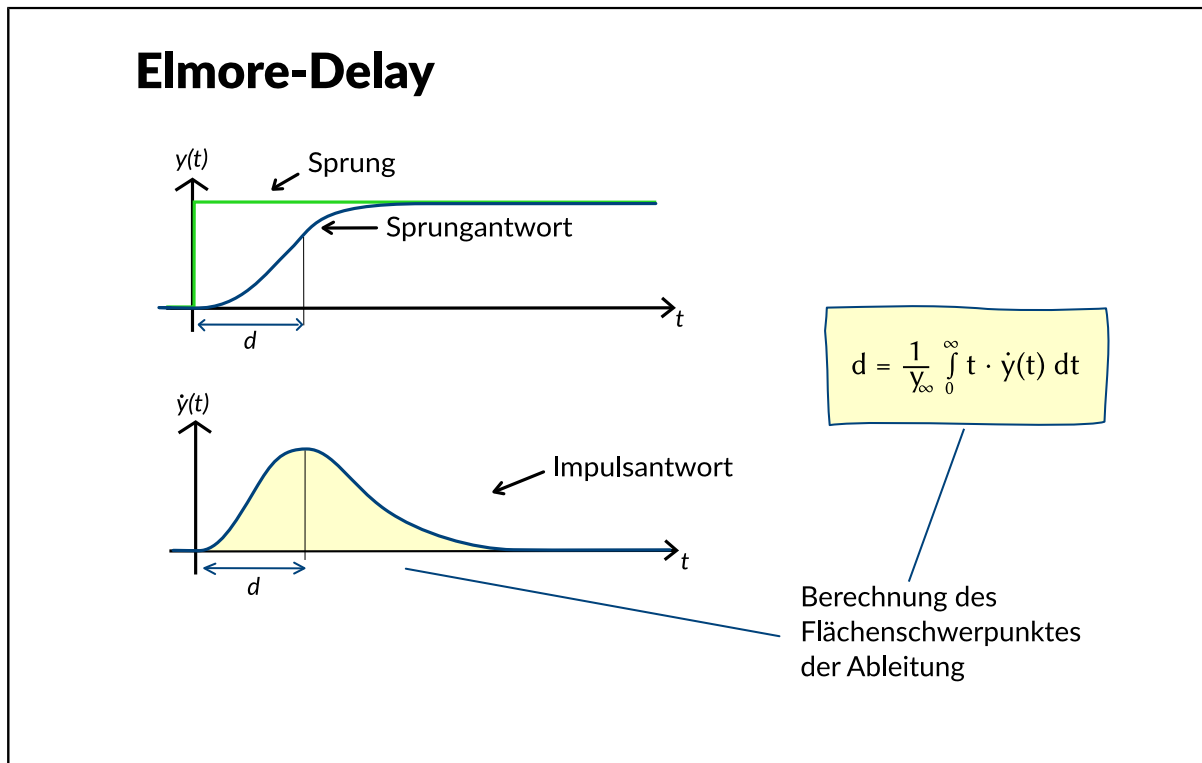 Elmore-Delay
y(t)
Sprung
Sprungantwort
t
d
d = 1/y∞ ∫₀^∞ t · ẏ(t) dt
ẏ(t)
Impulsantwort
t
d
Berechnung des
Flächenschwerpunktes
der Ableitung